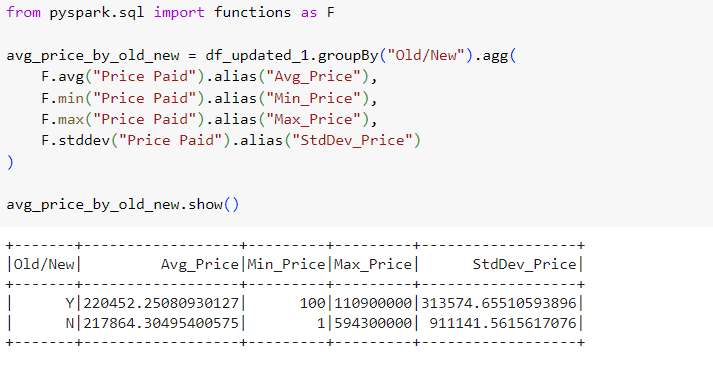 from pyspark.sql import functions as F
avg_price_by_old_new = df_updated_1.groupBy("Old/New").agg(
    F.avg("Price Paid").alias("Avg_Price"),
    F.min("Price Paid").alias("Min_Price"),
    F.max("Price Paid").alias("Max_Price"),
    F.stddev("Price Paid").alias("StdDev_Price")
)
avg_price_by_old_new.show()
+-------+------------------+---------+---------+------------------+
|Old/New|         Avg_Price|Min_Price|Max_Price|      StdDev_Price|
+-------+------------------+---------+---------+------------------+
|      Y|220452.25080930127|      100|110900000|313574.65510593896|
|      N|217864.30495400575|        1|594300000| 911141.5615617076|
+-------+------------------+---------+---------+------------------+